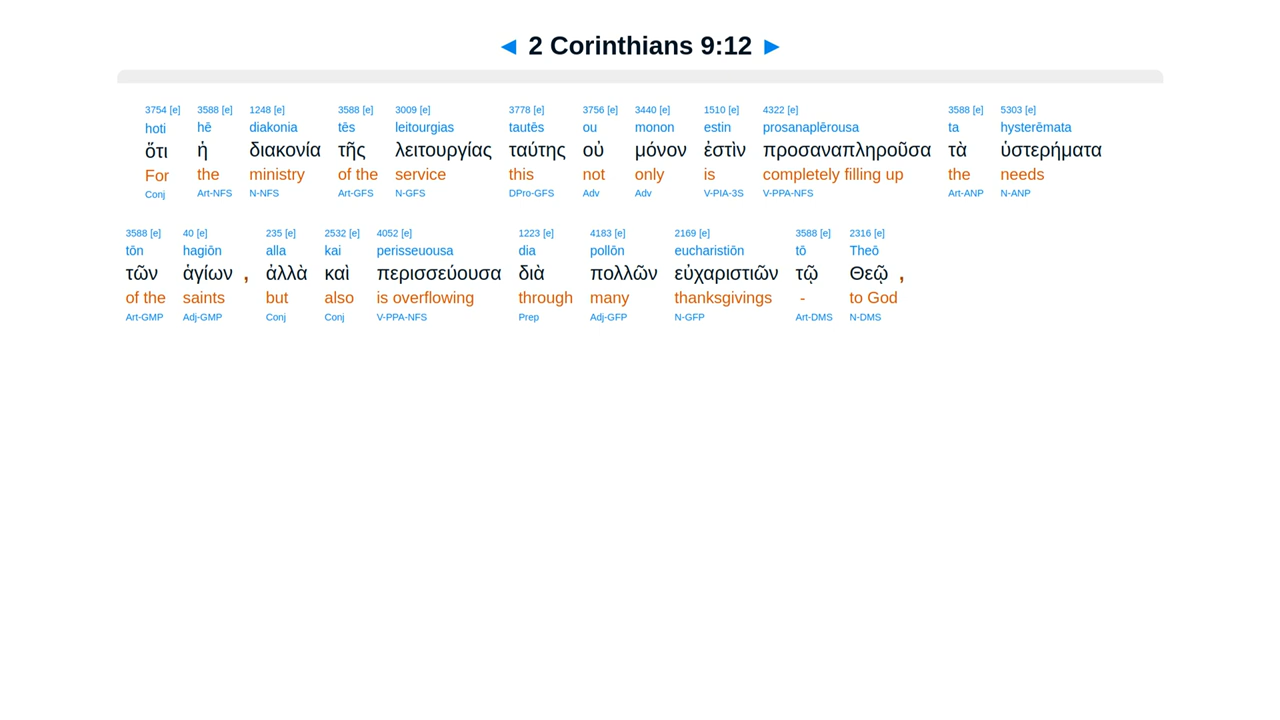 ◄ 2 Corinthians 9:12 ►
3754 [e] 3588 [e] 1248 [e] 3588 [e] 3009 [e] 3778 [e] 3756 [e] 3440 [e] 1510 [e] 4322 [e] 3588 [e] 5303 [e]
hoti hē diakonia tēs leitourgias tautēs ou monon estin prosanaplērousa ta hysterēmata
ὅτι ἡ διακονία τῆς λειτουργίας ταύτης οὐ μόνον ἐστὶν προσαναπληροῦσα τὰ ὑστερήματα
For the ministry of the service this not only is completely filling up the needs
Conj Art-NFS N-NFS Art-GFS N-GFS DPro-GFS Adv Adv V-PIA-3S V-PPA-NFS Art-ANP N-ANP
3588 [e] 40 [e] 235 [e] 2532 [e] 4052 [e] 1223 [e] 4183 [e] 2169 [e] 3588 [e] 2316 [e]
tōn hagiōn alla kai perisseuousa dia pollōn eucharistiōn tō Theō
τῶν ἁγίων , ἀλλὰ καὶ περισσεύουσα διὰ πολλῶν εὐχαριστιῶν τῷ Θεῷ ,
of the saints but also is overflowing through many thanksgivings - to God
Art-GMP Adj-GMP Conj Conj V-PPA-NFS Prep Adj-GFP N-GFP Art-DMS N-DMS